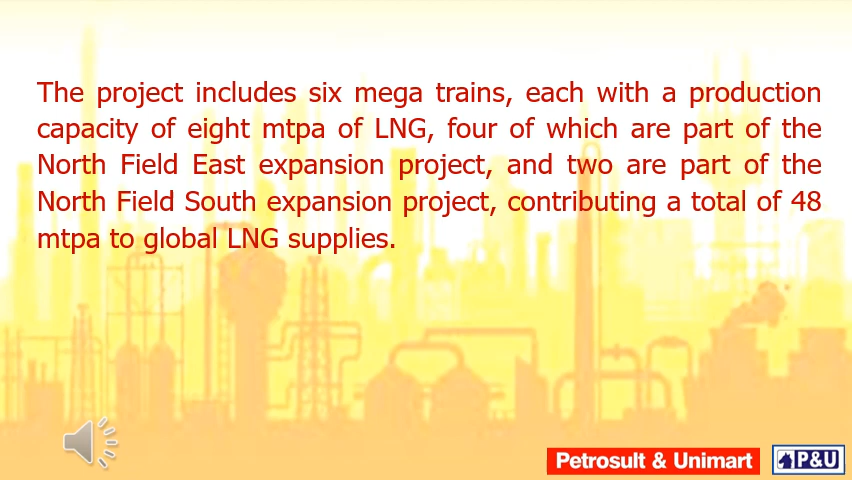 The project includes six mega trains, each with a production
capacity of eight mtpa of LNG, four of which are part of the
North Field East expansion project, and two are part of the
North Field South expansion project, contributing a total of 48
mtpa to global LNG supplies.
Petrosult & Unimart
P&U